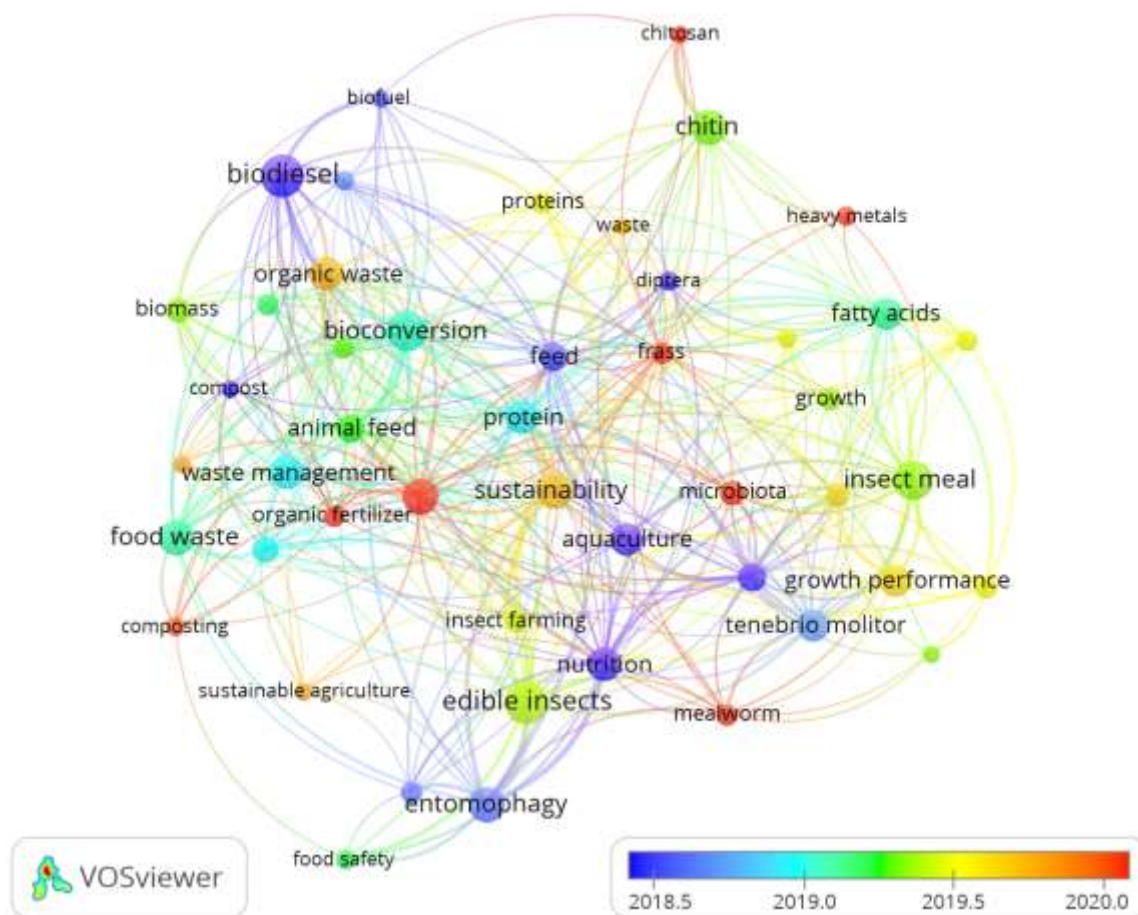 chitosan
biofuel
chitin
biodiesel
proteins
heavy metals
waste
organic waste
diptera
biomass
fatty acids
bioconversion
feed
frass
compost
growth
protein
animal feed
waste management
insect meal
sustainability
microbiota
organic fertilizer
food waste
aquaculture
growth performance
composting
insect farming
tenebrio molitor
nutrition
sustainable agriculture
edible insects
mealworm
entomophagy
food safety
VOSviewer
2018.5 2019.0 2019.5 2020.0